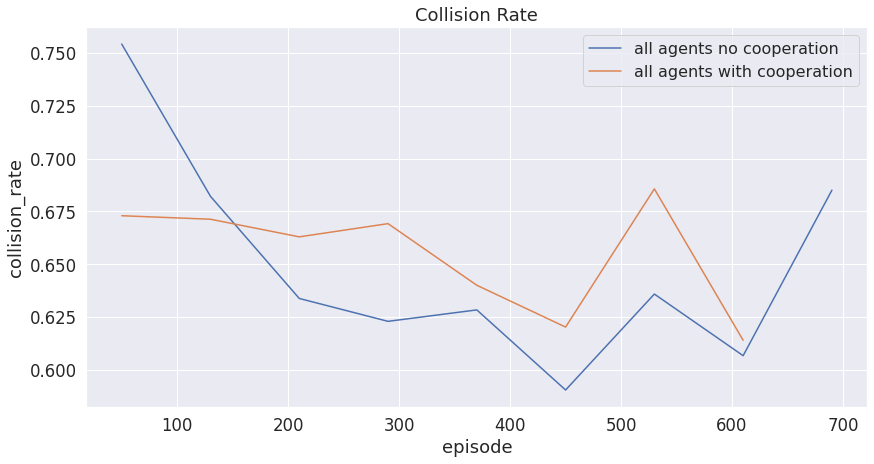 Collision Rate
all agents no cooperation
all agents with cooperation
collision_rate
0.750
0.725
0.700
0.675
0.650
0.625
0.600
100 200 300 400 500 600 700
episode